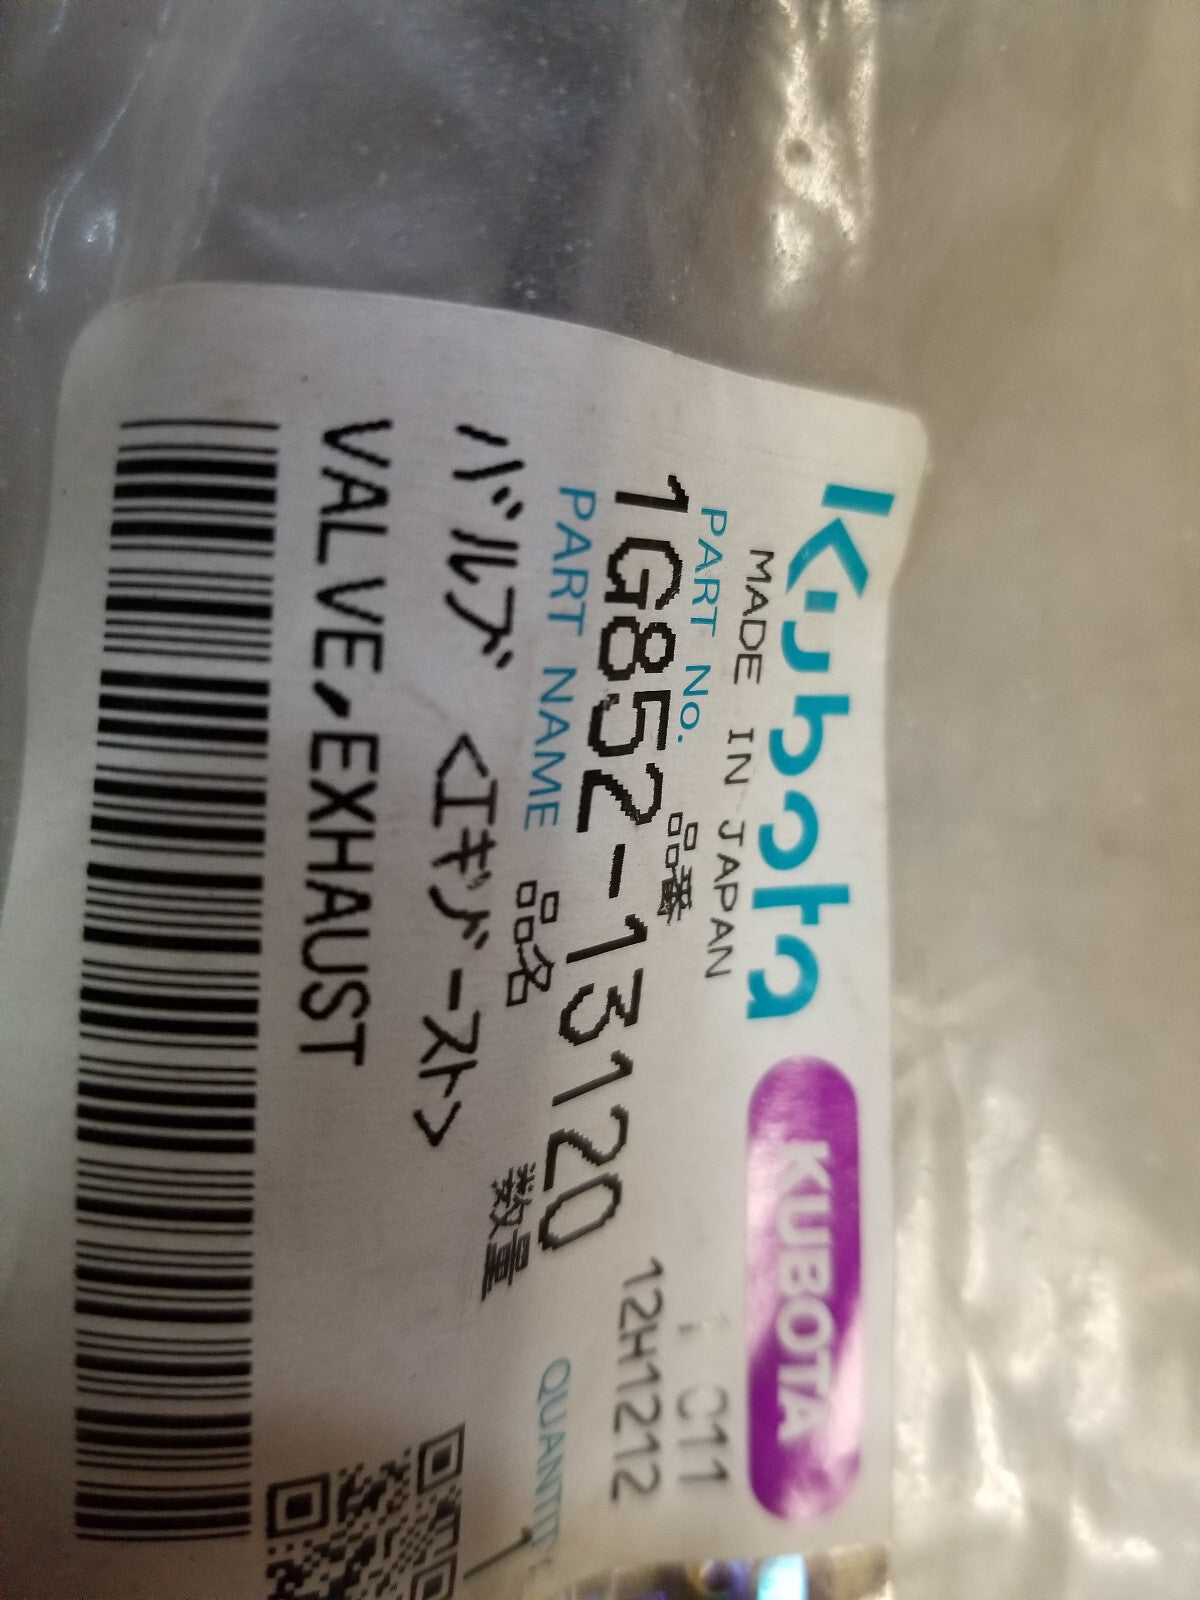 Kubota KUBOTA
MADE IN JAPAN
PART No. 品番
1G852-13120 12H1212
PART NAME 品名 数量 QUANTITY
バルブ <エギゾースト> 1
VALVE,EXHAUST